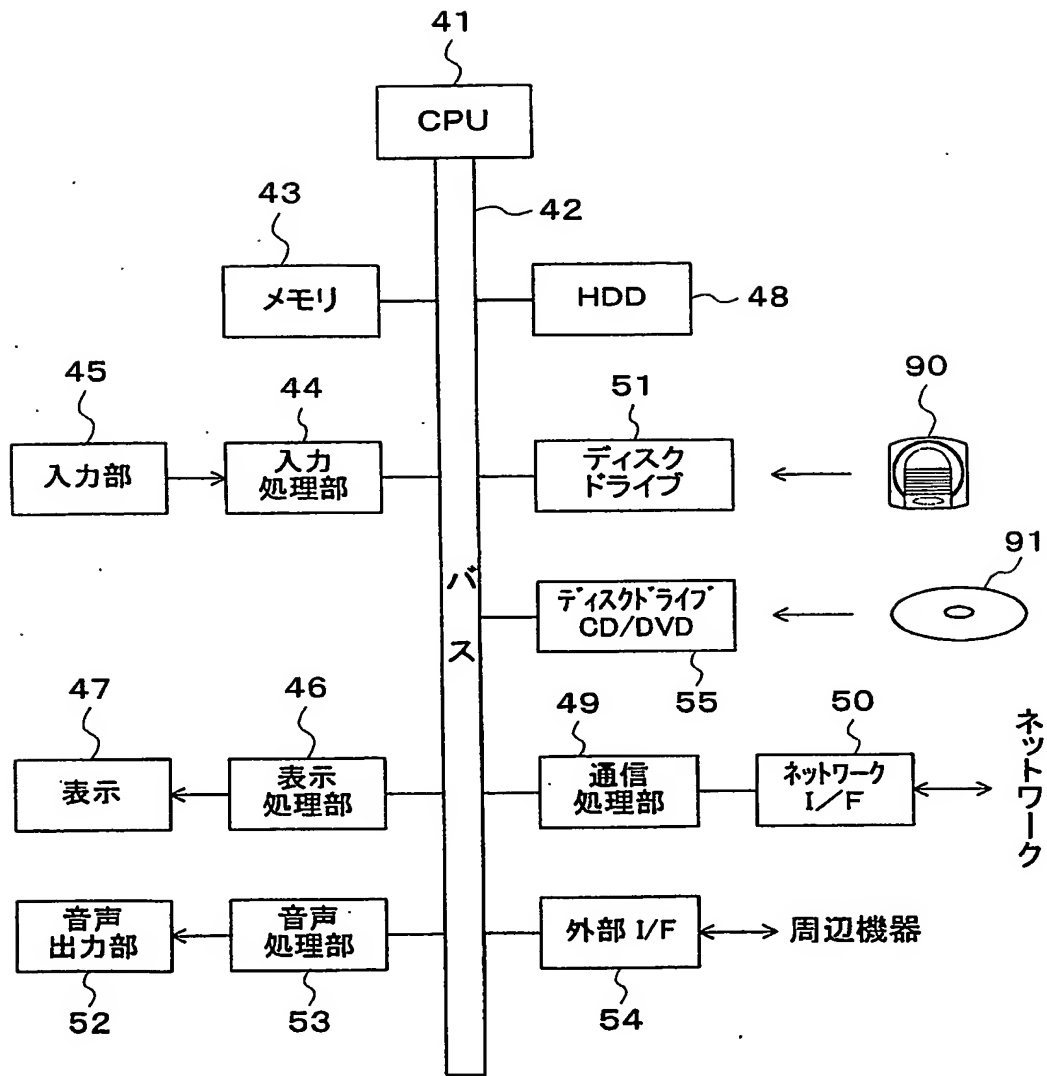 41
CPU
43
42
メモリ
HDD
48
45
44
51
90
入力部
入力
処理部
ディスク
ドライブ
91
バス
ディスクドライブ
CD/DVD
55
47
46
49
50
表示
表示
処理部
通信
処理部
ネットワーク
I/F
ネットワーク
音声
出力部
音声
処理部
外部 I/F
周辺機器
52
53
54